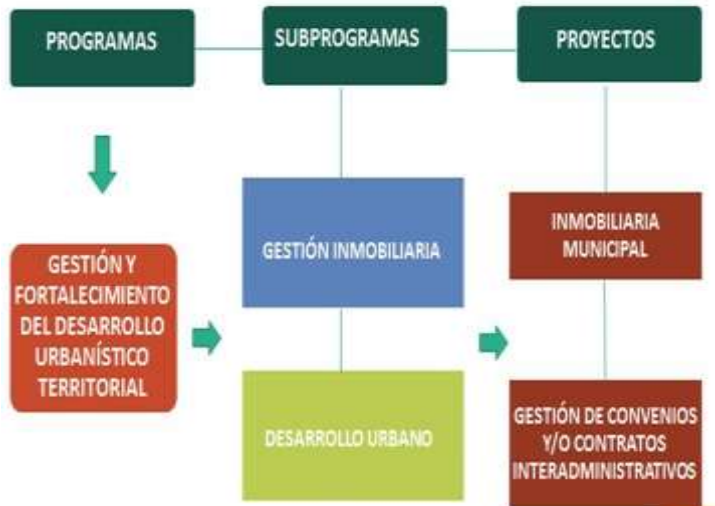 PROGRAMAS
SUBPROGRAMAS
PROYECTOS
GESTIÓN Y
FORTALECIMIENTO
DEL DESARROLLO
URBANÍSTICO
TERRITORIAL
GESTIÓN INMOBILIARIA
DESARROLLO URBANO
INMOBILIARIA
MUNICIPAL
GESTIÓN DE CONVENIOS
Y/O CONTRATOS
INTERADMINISTRATIVOS